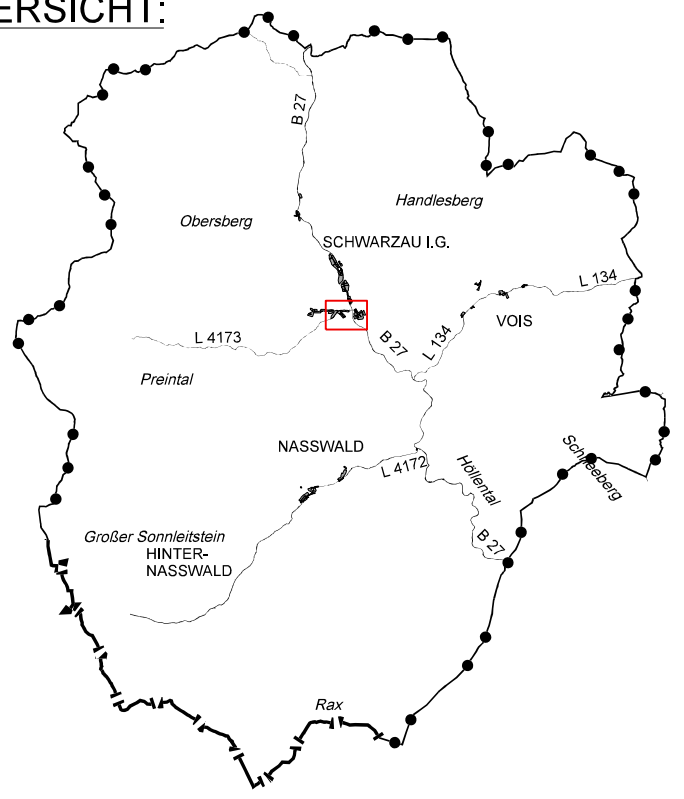 ERSICHT:
B 27
Handlesberg
Obersberg
SCHWARZAU I.G.
L 134
VOIS
L 4173
B 27
L 134
Preintal
NASSWALD
L 4172
Höllental
Schneeberg
Großer Sonnleitstein
HINTER-
NASSWALD
B 27
Rax